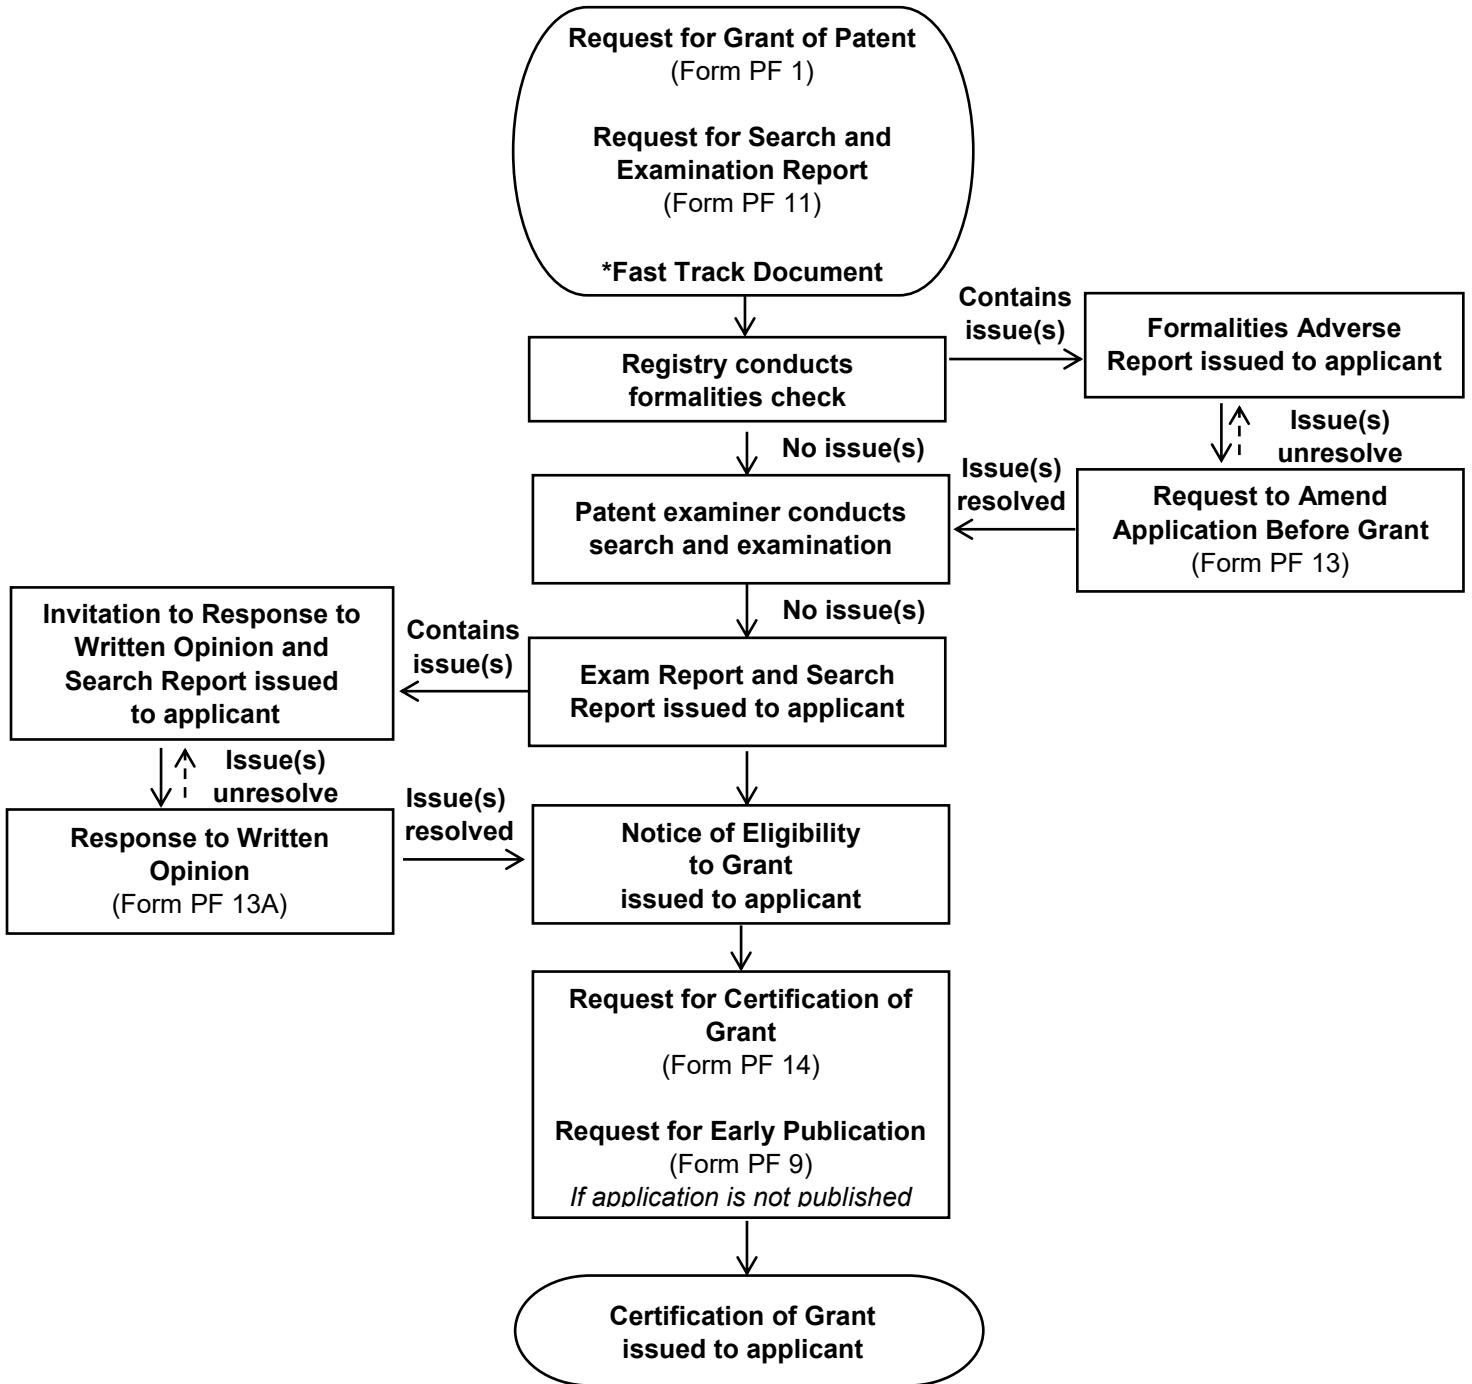 Request for Grant of Patent
(Form PF 1)
Request for Search and
Examination Report
(Form PF 11)
*Fast Track Document
Contains
issue(s)
Formalities Adverse
Report issued to applicant
Registry conducts
formalities check
Issue(s)
unresolve
No issue(s)
Issue(s)
resolved
Request to Amend
Application Before Grant
(Form PF 13)
Patent examiner conducts
search and examination
No issue(s)
Invitation to Response to
Written Opinion and
Search Report issued
to applicant
Contains
issue(s)
Exam Report and Search
Report issued to applicant
Issue(s)
unresolve
Issue(s)
resolved
Response to Written
Opinion
(Form PF 13A)
Notice of Eligibility
to Grant
issued to applicant
Request for Certification of
Grant
(Form PF 14)
Request for Early Publication
(Form PF 9)
If application is not published
Certification of Grant
issued to applicant